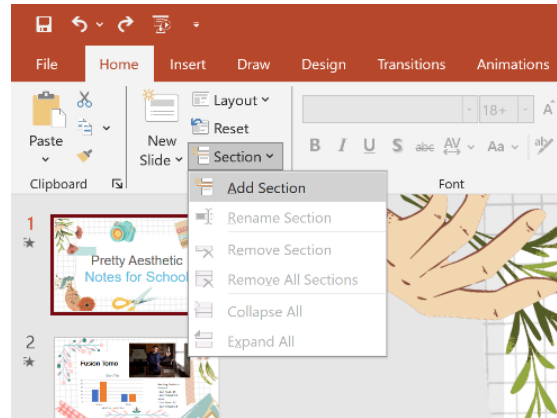 File Home Insert Draw Design Transitions Animations
Paste
New
Slide
Layout
Reset
Section
18+
A
B I U S abc AV Aa aby
Clipboard
Font
Add Section
Rename Section
Remove Section
Remove All Sections
Collapse All
Expand All
1
Pretty Aesthetic
Notes for School
2
Fusion Tomo